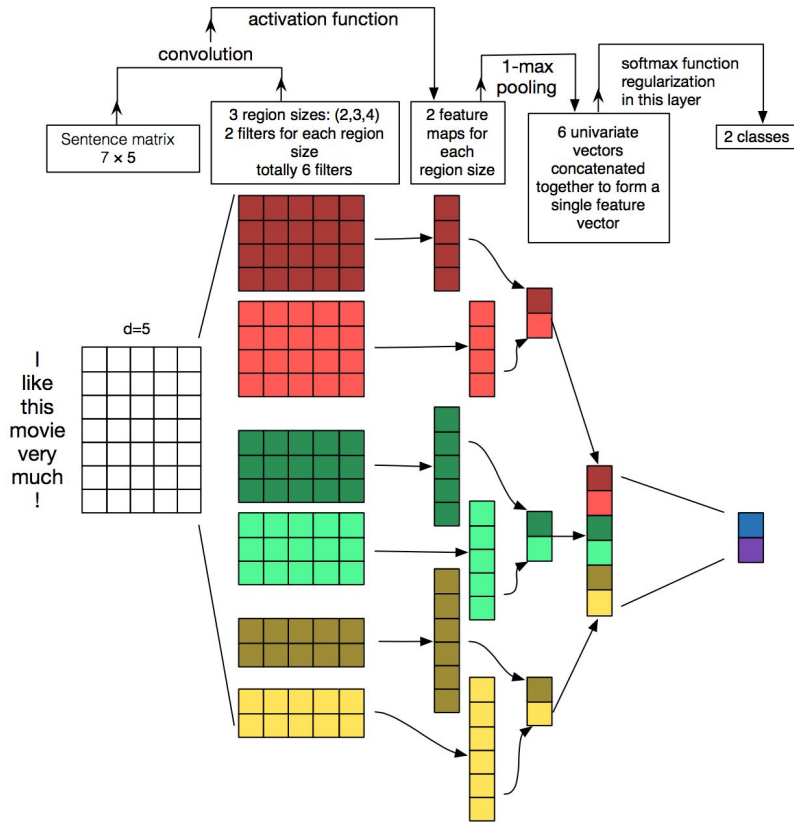 activation function
convolution
1-max
pooling
softmax function
regularization
in this layer
Sentence matrix
7 × 5
3 region sizes: (2,3,4)
2 filters for each region
size
totally 6 filters
2 feature
maps for
each
region size
6 univariate
vectors
concatenated
together to form a
single feature
vector
2 classes
d=5
I
like
this
movie
very
much
!